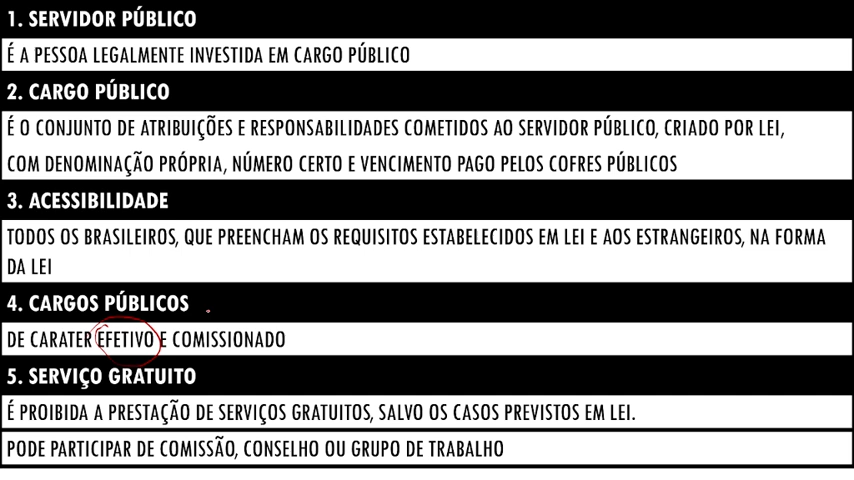 1. SERVIDOR PÚBLICO
É A PESSOA LEGALMENTE INVESTIDA EM CARGO PÚBLICO
2. CARGO PÚBLICO
É O CONJUNTO DE ATRIBUIÇÕES E RESPONSABILIDADES COMETIDOS AO SERVIDOR PÚBLICO, CRIADO POR LEI,
COM DENOMINAÇÃO PRÓPRIA, NÚMERO CERTO E VENCIMENTO PAGO PELOS COFRES PÚBLICOS
3. ACESSIBILIDADE
TODOS OS BRASILEIROS, QUE PREENCHAM OS REQUISITOS ESTABELECIDOS EM LEI E AOS ESTRANGEIROS, NA FORMA
DA LEI
4. CARGOS PÚBLICOS
DE CARATER EFETIVO E COMISSIONADO
5. SERVIÇO GRATUITO
É PROIBIDA A PRESTAÇÃO DE SERVIÇOS GRATUITOS, SALVO OS CASOS PREVISTOS EM LEI.
PODE PARTICIPAR DE COMISSÃO, CONSELHO OU GRUPO DE TRABALHO